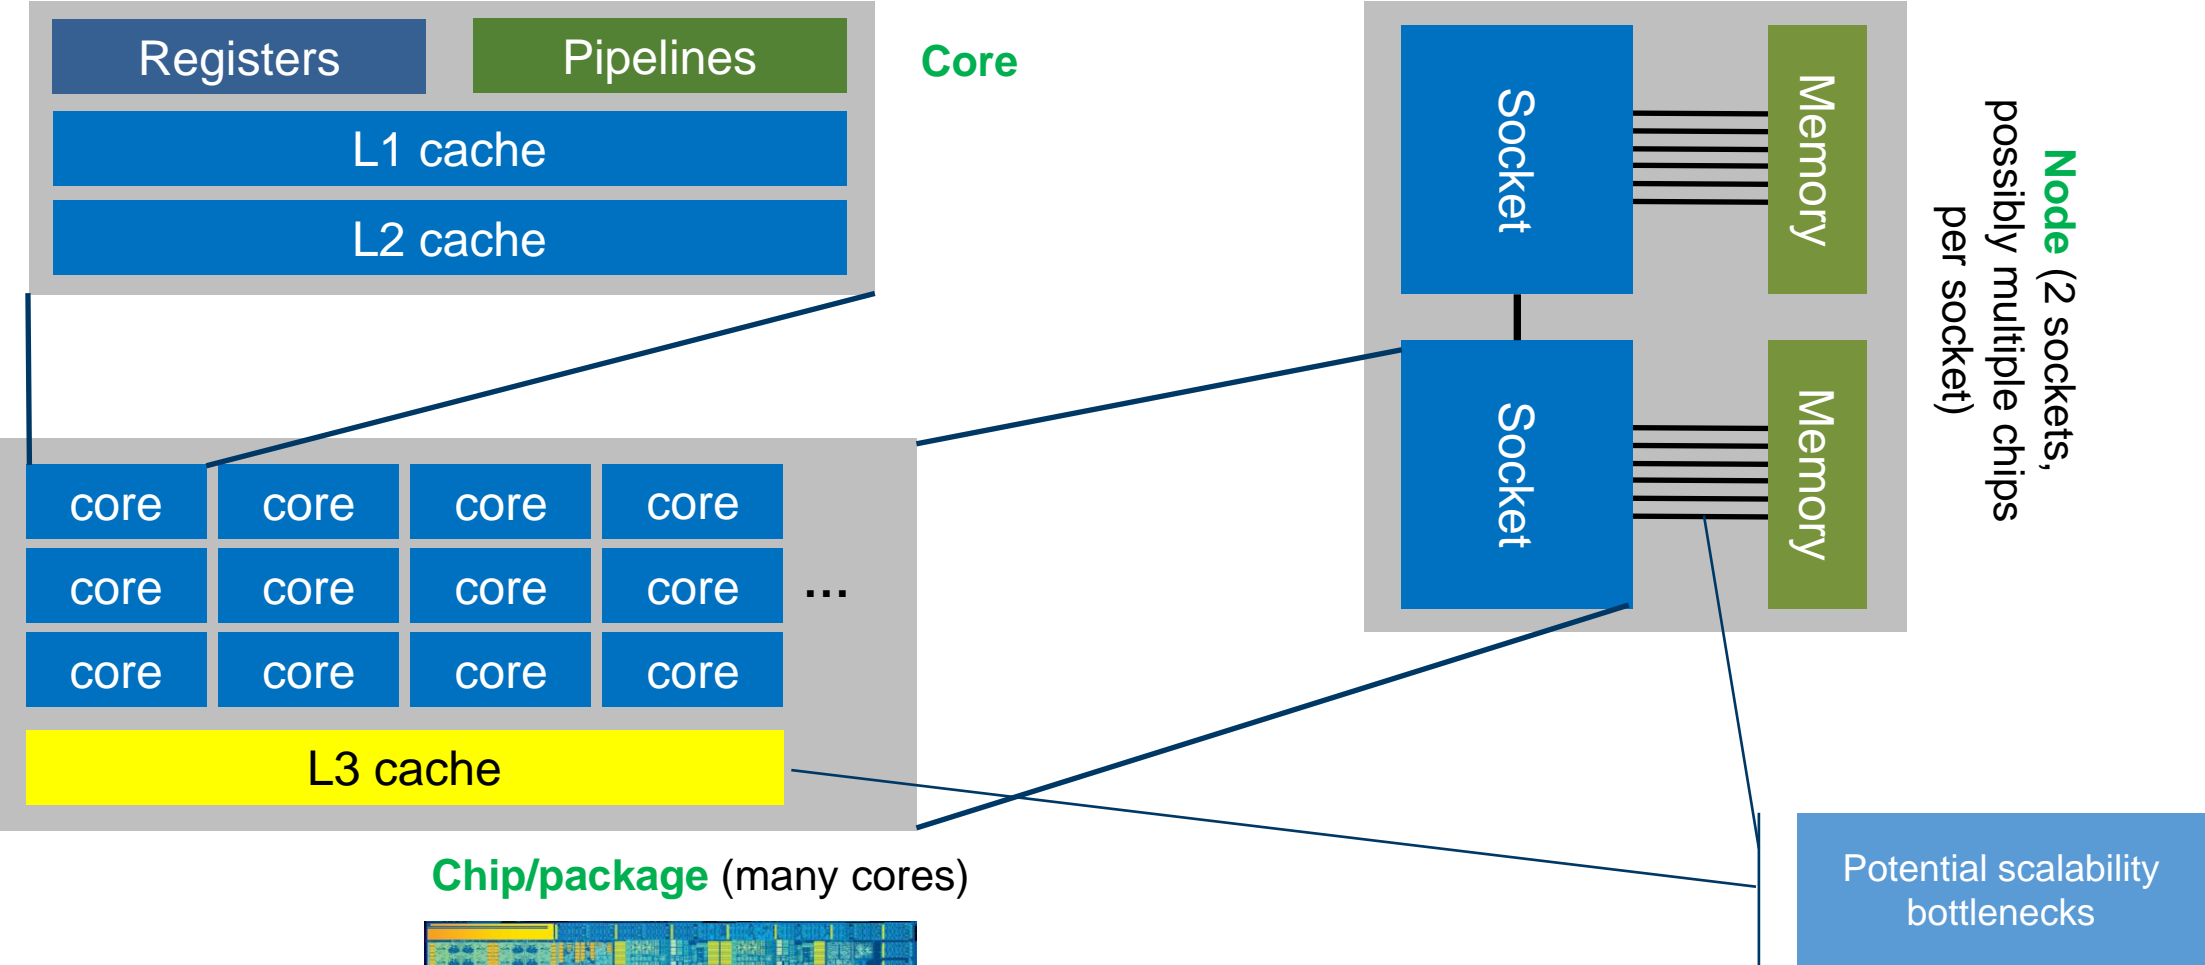 Registers
Pipelines
Core
L1 cache
L2 cache
Socket
Memory
Socket
Memory
Node (2 sockets,
possibly multiple chips
per socket)
core core core core
core core core core ...
core core core core
L3 cache
Chip/package (many cores)
Potential scalability
bottlenecks